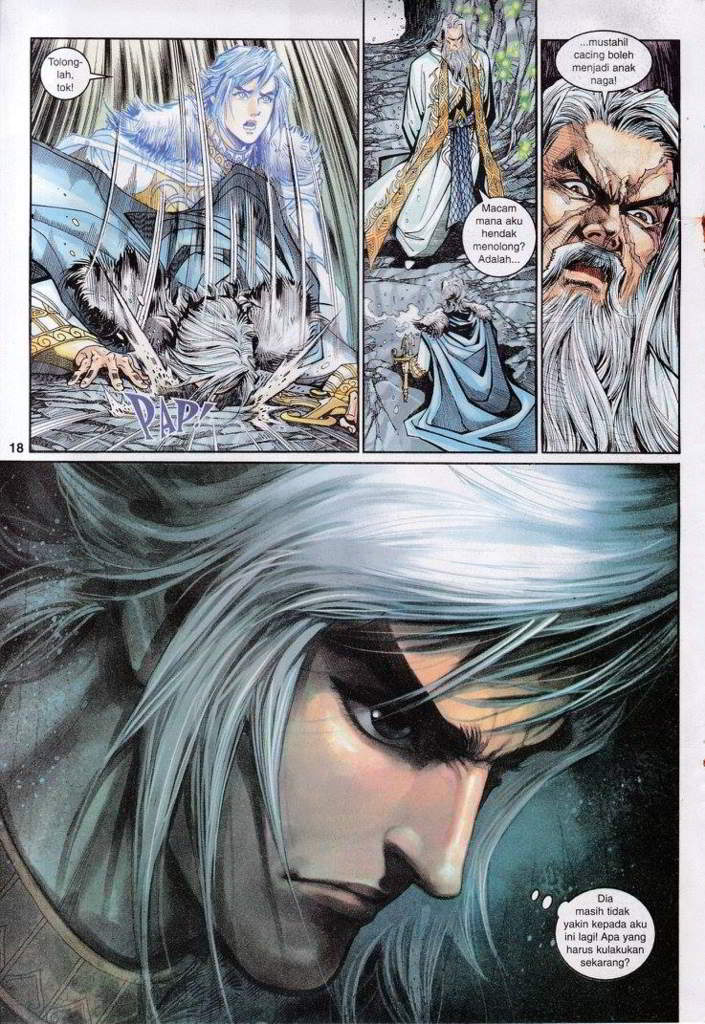 Tolong-
lah,
tok!
PAP!
Macam
mana aku
hendak
menolong?
Adalah...
...mustahil
cacing boleh
menjadi anak
naga!
18
Dia
masih tidak
yakin kepada aku
ini lagi! Apa yang
harus kulakukan
sekarang?